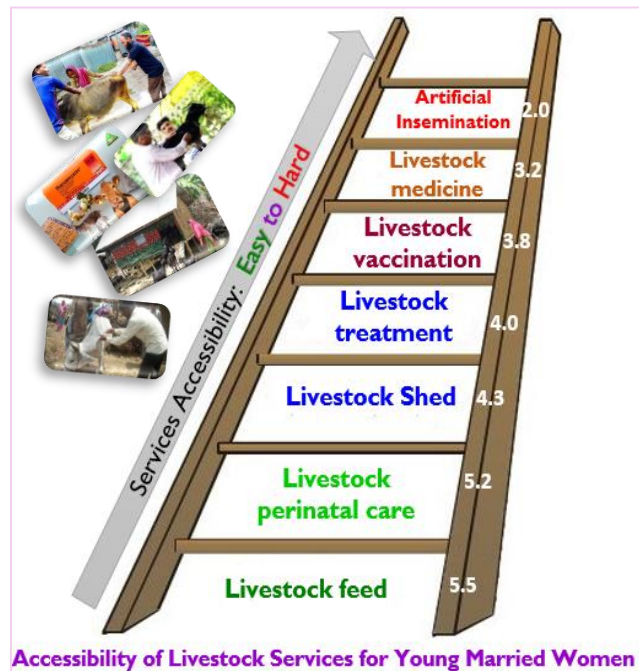 Artificial
Insemination
2.0
Livestock
medicine
3.2
Livestock
vaccination
3.8
Livestock
treatment
4.0
Livestock Shed
4.3
Livestock
perinatal care
5.2
Livestock feed
5.5
Services Accessibility: Easy to Hard
Accessibility of Livestock Services for Young Married Women